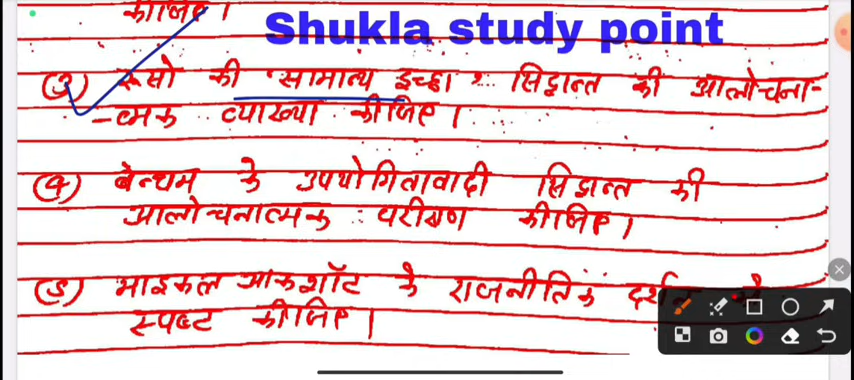 कीजिए।
Shukla study point
(3) रूसो की 'सामान्य इच्छा' सिद्धान्त की आलोचना-
-त्मक व्याख्या कीजिए।
(4) बेन्थम के उपयोगितावादी सिद्धान्त की
आलोचनात्मक परीक्षण कीजिए।
(5) माइकल ओकशॉट के राजनीतिक दर्शन को
स्पष्ट कीजिए।